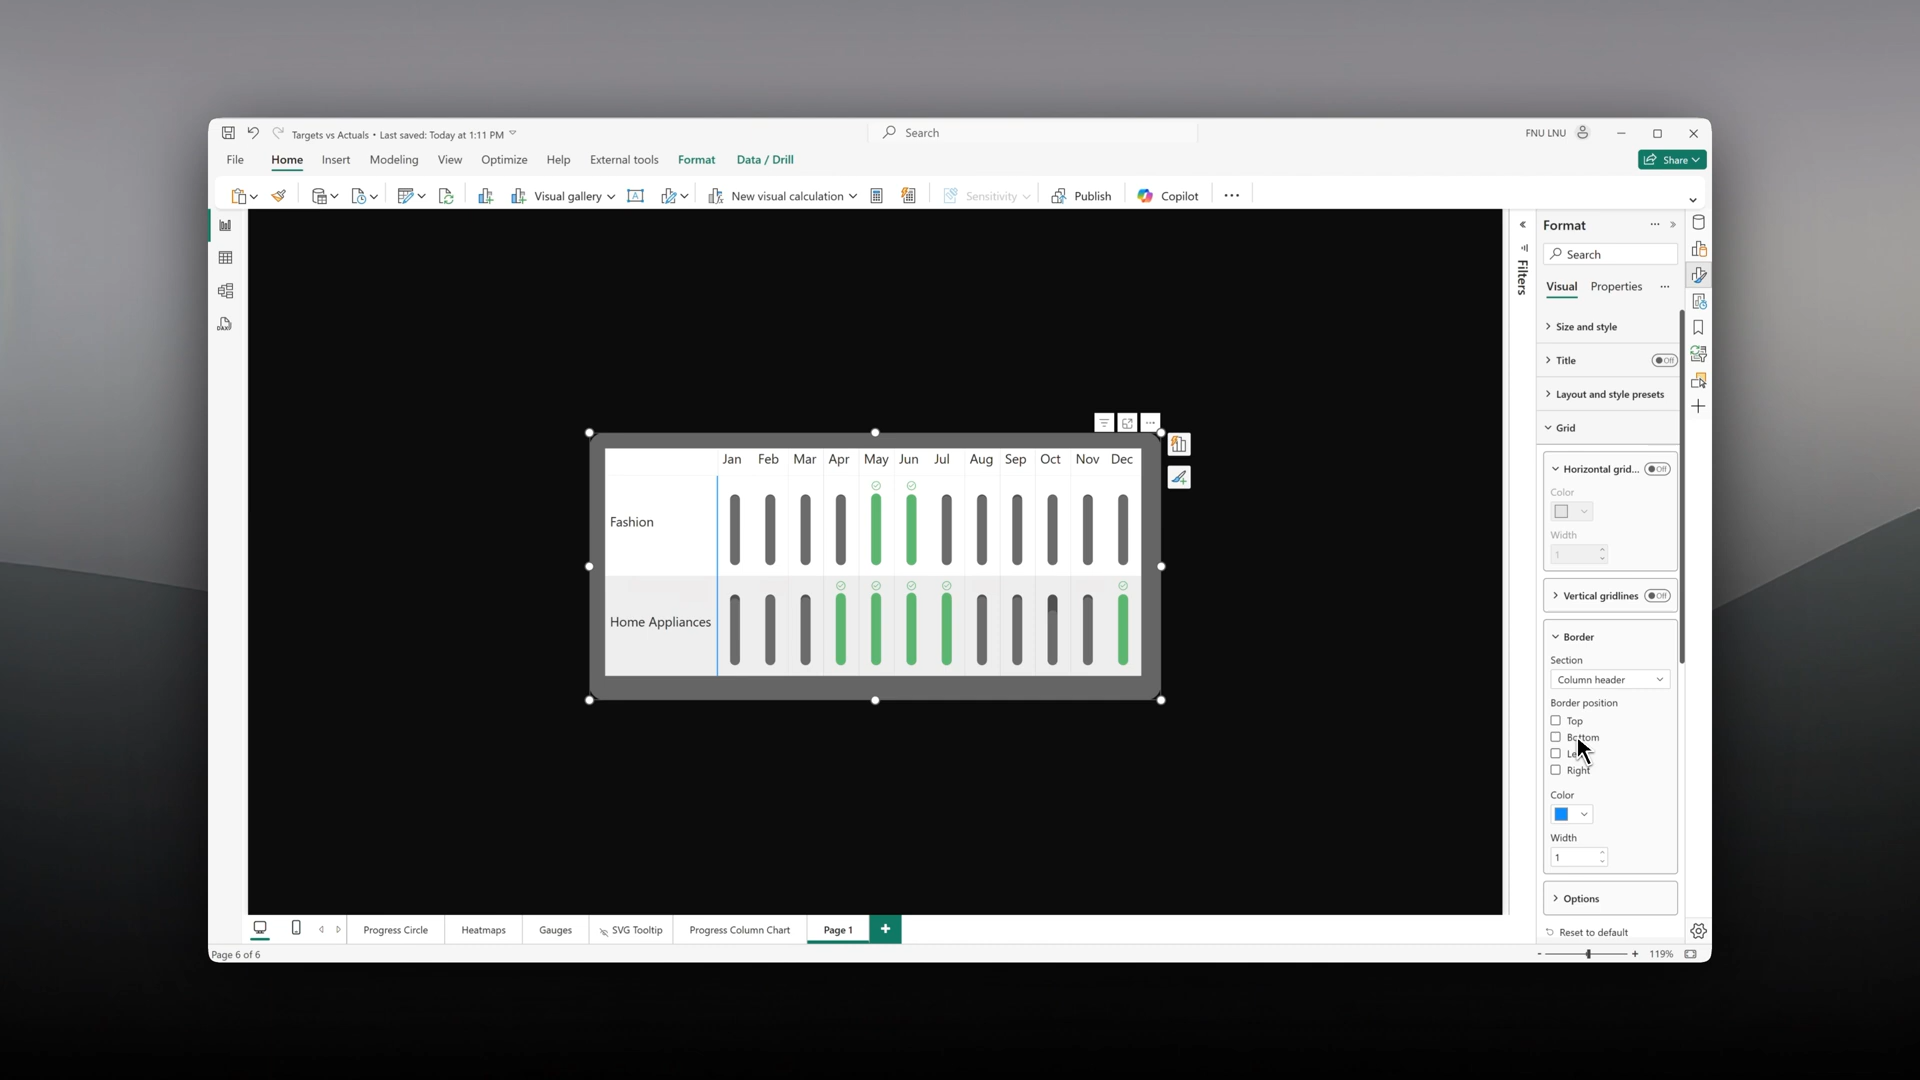 Targets vs Actuals • Last saved: Today at 1:11 PM
Search
FNU LNU
File Home Insert Modeling View Optimize Help External tools Format Data / Drill
Share
Visual gallery
New visual calculation
Sensitivity
Publish
Copilot
Format
Search
Filters
Visual Properties
Size and style
Title Off
Layout and style presets
Grid
Horizontal grid... Off
Color
Width
1
Vertical gridlines Off
Border
Section
Column header
Border position
Top
Bottom
Right
Color
Width
1
Options
Reset to default
Jan Feb Mar Apr May Jun Jul Aug Sep Oct Nov Dec
Fashion
Home Appliances
DAX
Progress Circle Heatmaps Gauges SVG Tooltip Progress Column Chart Page 1 +
Page 6 of 6
- + 119%